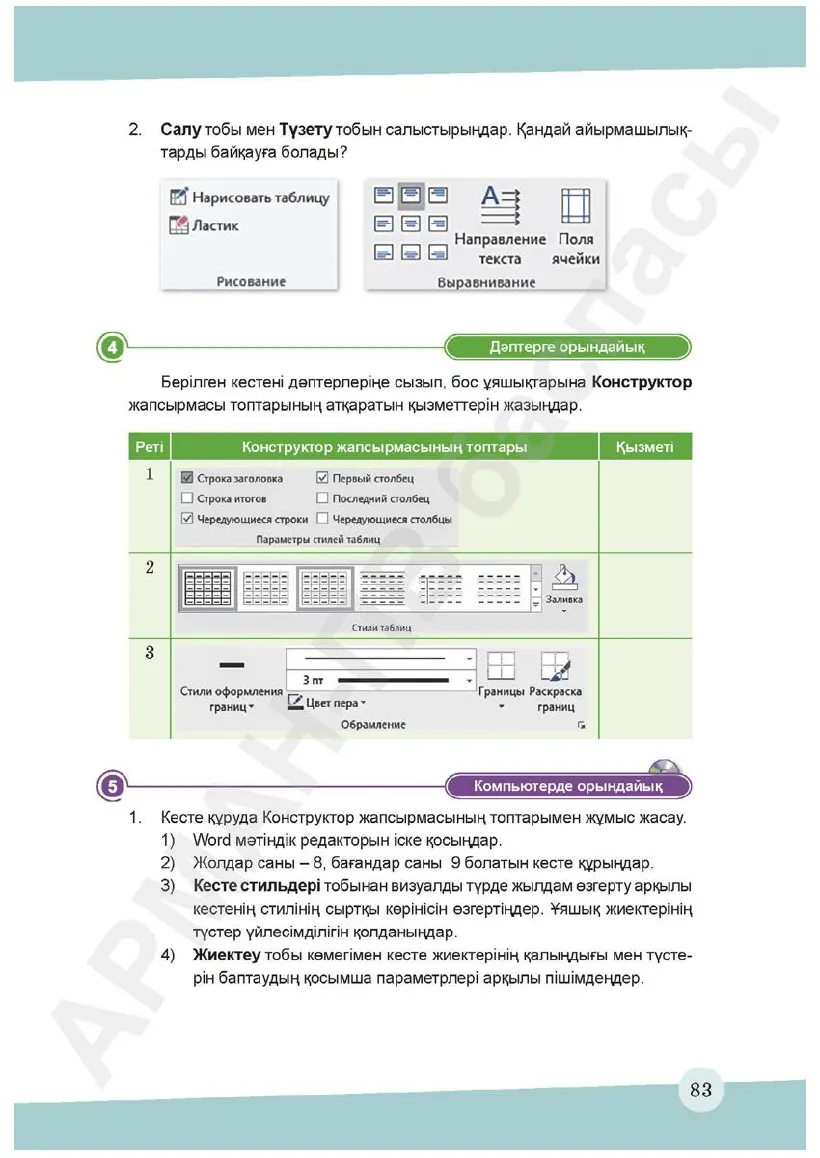 2. Салу тобы мен Түзету тобын салыстырыңдар. Қандай айырмашылық-
тарды байқауға болады?
Нарисовать таблицу
Ластик
Рисование
А
Направление текста
Поля ячейки
Выравнивание
4
Дәптерге орындайық
Берілген кестені дәптерлеріңе сызып, бос ұяшықтарына Конструктор
жапсырмасы топтарының атқаратын қызметтерін жазыңдар.
Реті Конструктор жапсырмасының топтары Қызметі
1
Строка заголовка Первый столбец
Строка итогов Последний столбец
Чередующиеся строки Чередующиеся столбцы
Параметры стилей таблиц
2
Заливка
Стили таблиц
3
3 пт
Стили оформления границ
Цвет пера
Границы
Раскраска границ
Обрамление
5
Компьютерде орындайық
1. Кесте құруда Конструктор жапсырмасының топтарымен жұмыс жасау.
1) Word мәтіндік редакторын іске қосыңдар.
2) Жолдар саны – 8, бағандар саны 9 болатын кесте құрыңдар.
3) Кесте стильдері тобынан визуалды түрде жылдам өзгерту арқылы
кестенің стилінің сыртқы көрінісін өзгертіңдер. Ұяшық жиектерінің
түстер үйлесімділігін қолданыңдар.
4) Жиектеу тобы көмегімен кесте жиектерінің қалыңдығы мен түсте-
рін баптаудың қосымша параметрлері арқылы пішімдеңдер.
83
АРМАН-ПВ баспасы